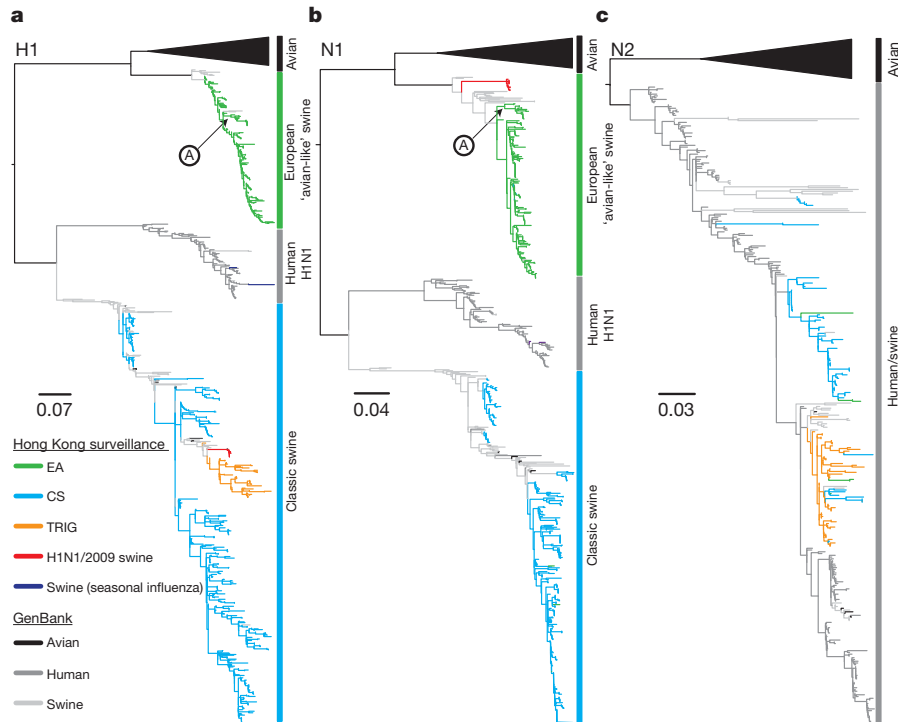 a
H1
Avian
European
'avian-like' swine
Human
H1N1
Classic swine
A
0.07
Hong Kong surveillance
EA
CS
TRIG
H1N1/2009 swine
Swine (seasonal influenza)
GenBank
Avian
Human
Swine
b
N1
Avian
European
'avian-like' swine
Human
H1N1
Classic swine
A
0.04
c
N2
Avian
Human/swine
0.03